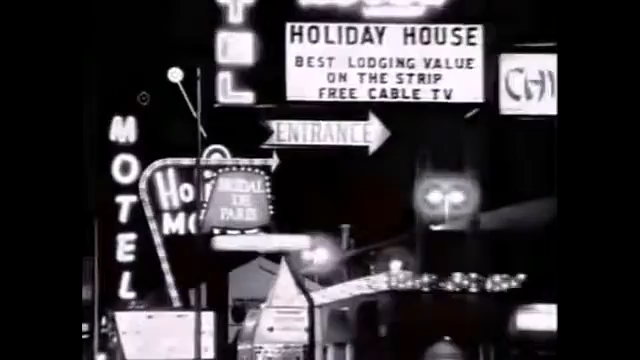 HOLIDAY HOUSE
BEST LODGING VALUE
ON THE STRIP
FREE CABLE TV
ENTRANCE
MOTEL
BRIDAL
DE
PARIS